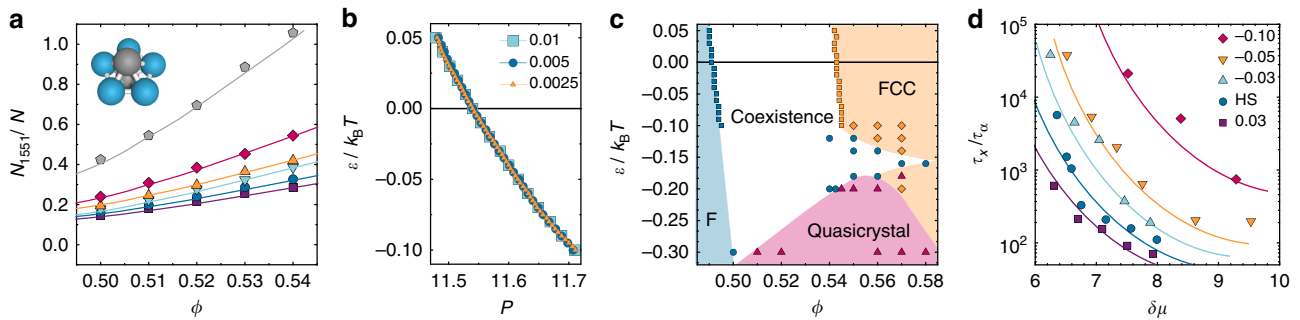 a
N1551/ N
1.0
0.8
0.6
0.4
0.2
0.0
0.50 0.51 0.52 0.53 0.54
ϕ
b
ε / kBT
0.05
0.00
−0.05
−0.10
0.01
0.005
0.0025
11.5 11.6 11.7
P
c
ε / kBT
0.05
0.00
−0.05
−0.10
−0.15
−0.20
−0.25
−0.30
F
Coexistence
FCC
Quasicrystal
0.50 0.52 0.54 0.56 0.58
ϕ
d
τx/τα
10^5
10^4
10^3
10^2
−0.10
−0.05
−0.03
HS
0.03
6 7 8 9 10
δμ